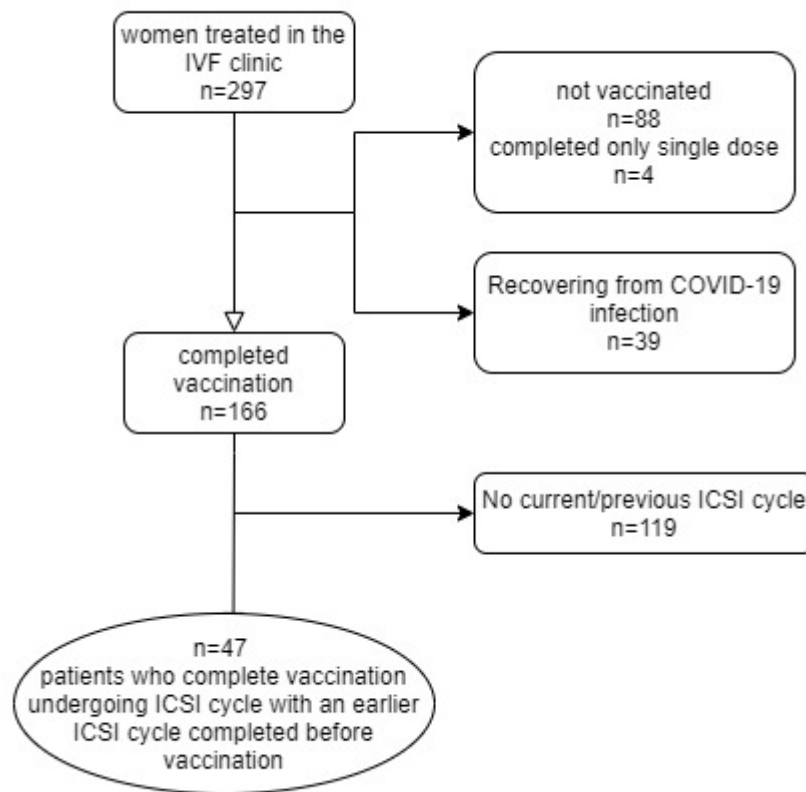 women treated in the
IVF clinic
n=297
not vaccinated
n=88
completed only single dose
n=4
Recovering from COVID-19
infection
n=39
completed
vaccination
n=166
No current/previous ICSI cycle
n=119
n=47
patients who complete vaccination
undergoing ICSI cycle with an earlier
ICSI cycle completed before
vaccination